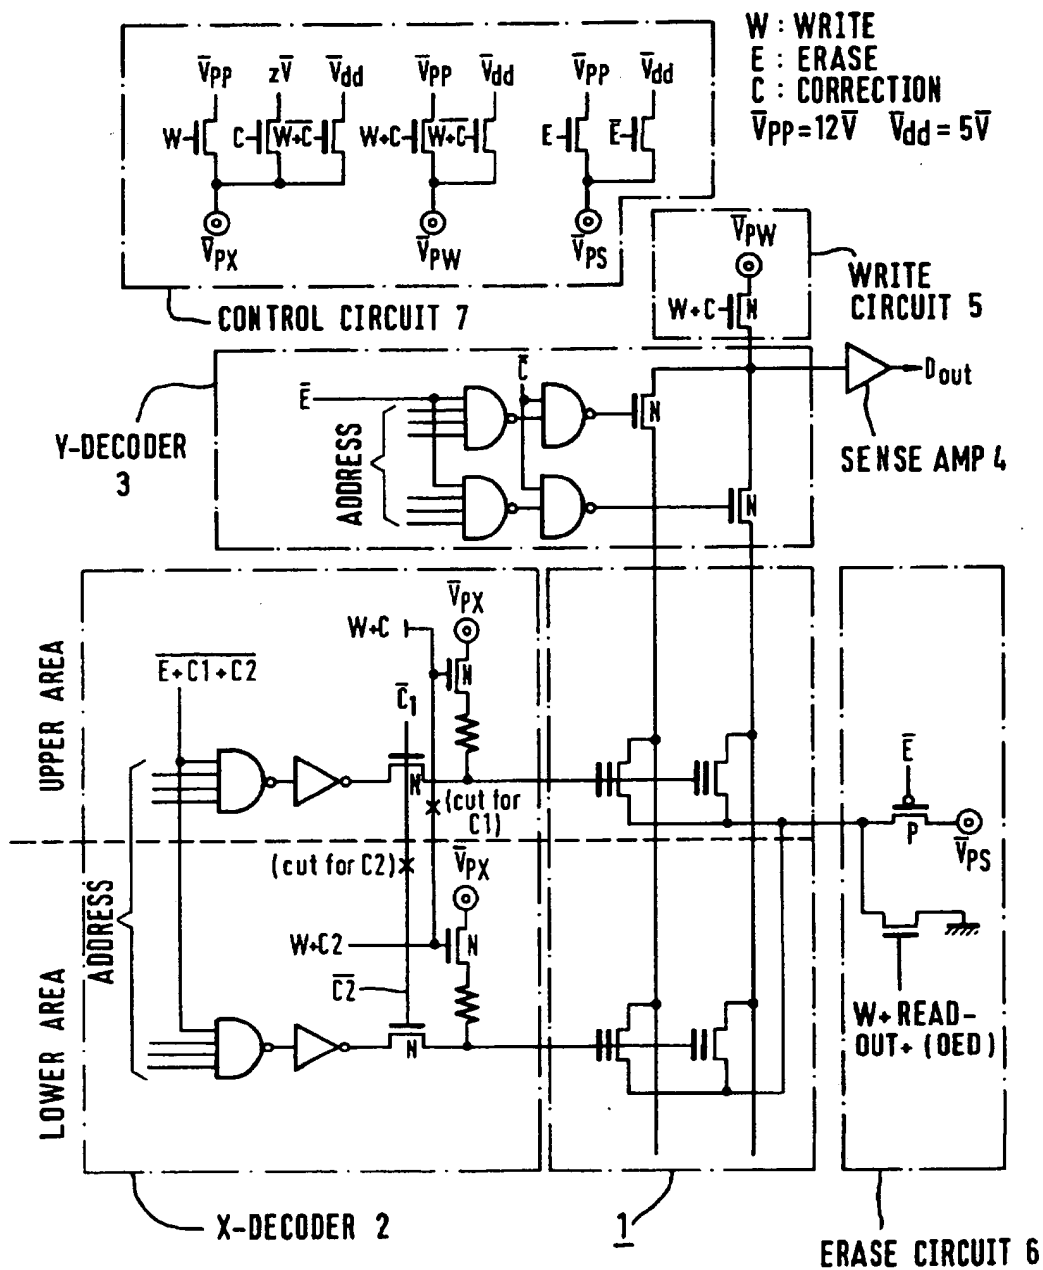 W : WRITE
E : ERASE
C : CORRECTION
V̅PP = 12V̅  V̅dd = 5V̅
V̅PP  zV̅  V̅dd  V̅PP  V̅dd  V̅PP  V̅dd
W  C  W+C̅  W+C  W+C̅  E  E̅
V̅PX  V̅PW  V̅PS
CONTROL CIRCUIT 7
V̅PW
W+C  N
WRITE
CIRCUIT 5
Y-DECODER
3
E̅  C̅
ADDRESS
N
N
Dout
SENSE AMP 4
UPPER AREA
E+C1+C2
W+C
V̅PX
N
C̅1
N
(cut for
C1)
E̅
P
V̅PS
ADDRESS
(cut for C2)
V̅PX
LOWER AREA
W+C2
N
C̅2̅
N
W+READ-
OUT+(OED)
X-DECODER 2
1
ERASE CIRCUIT 6